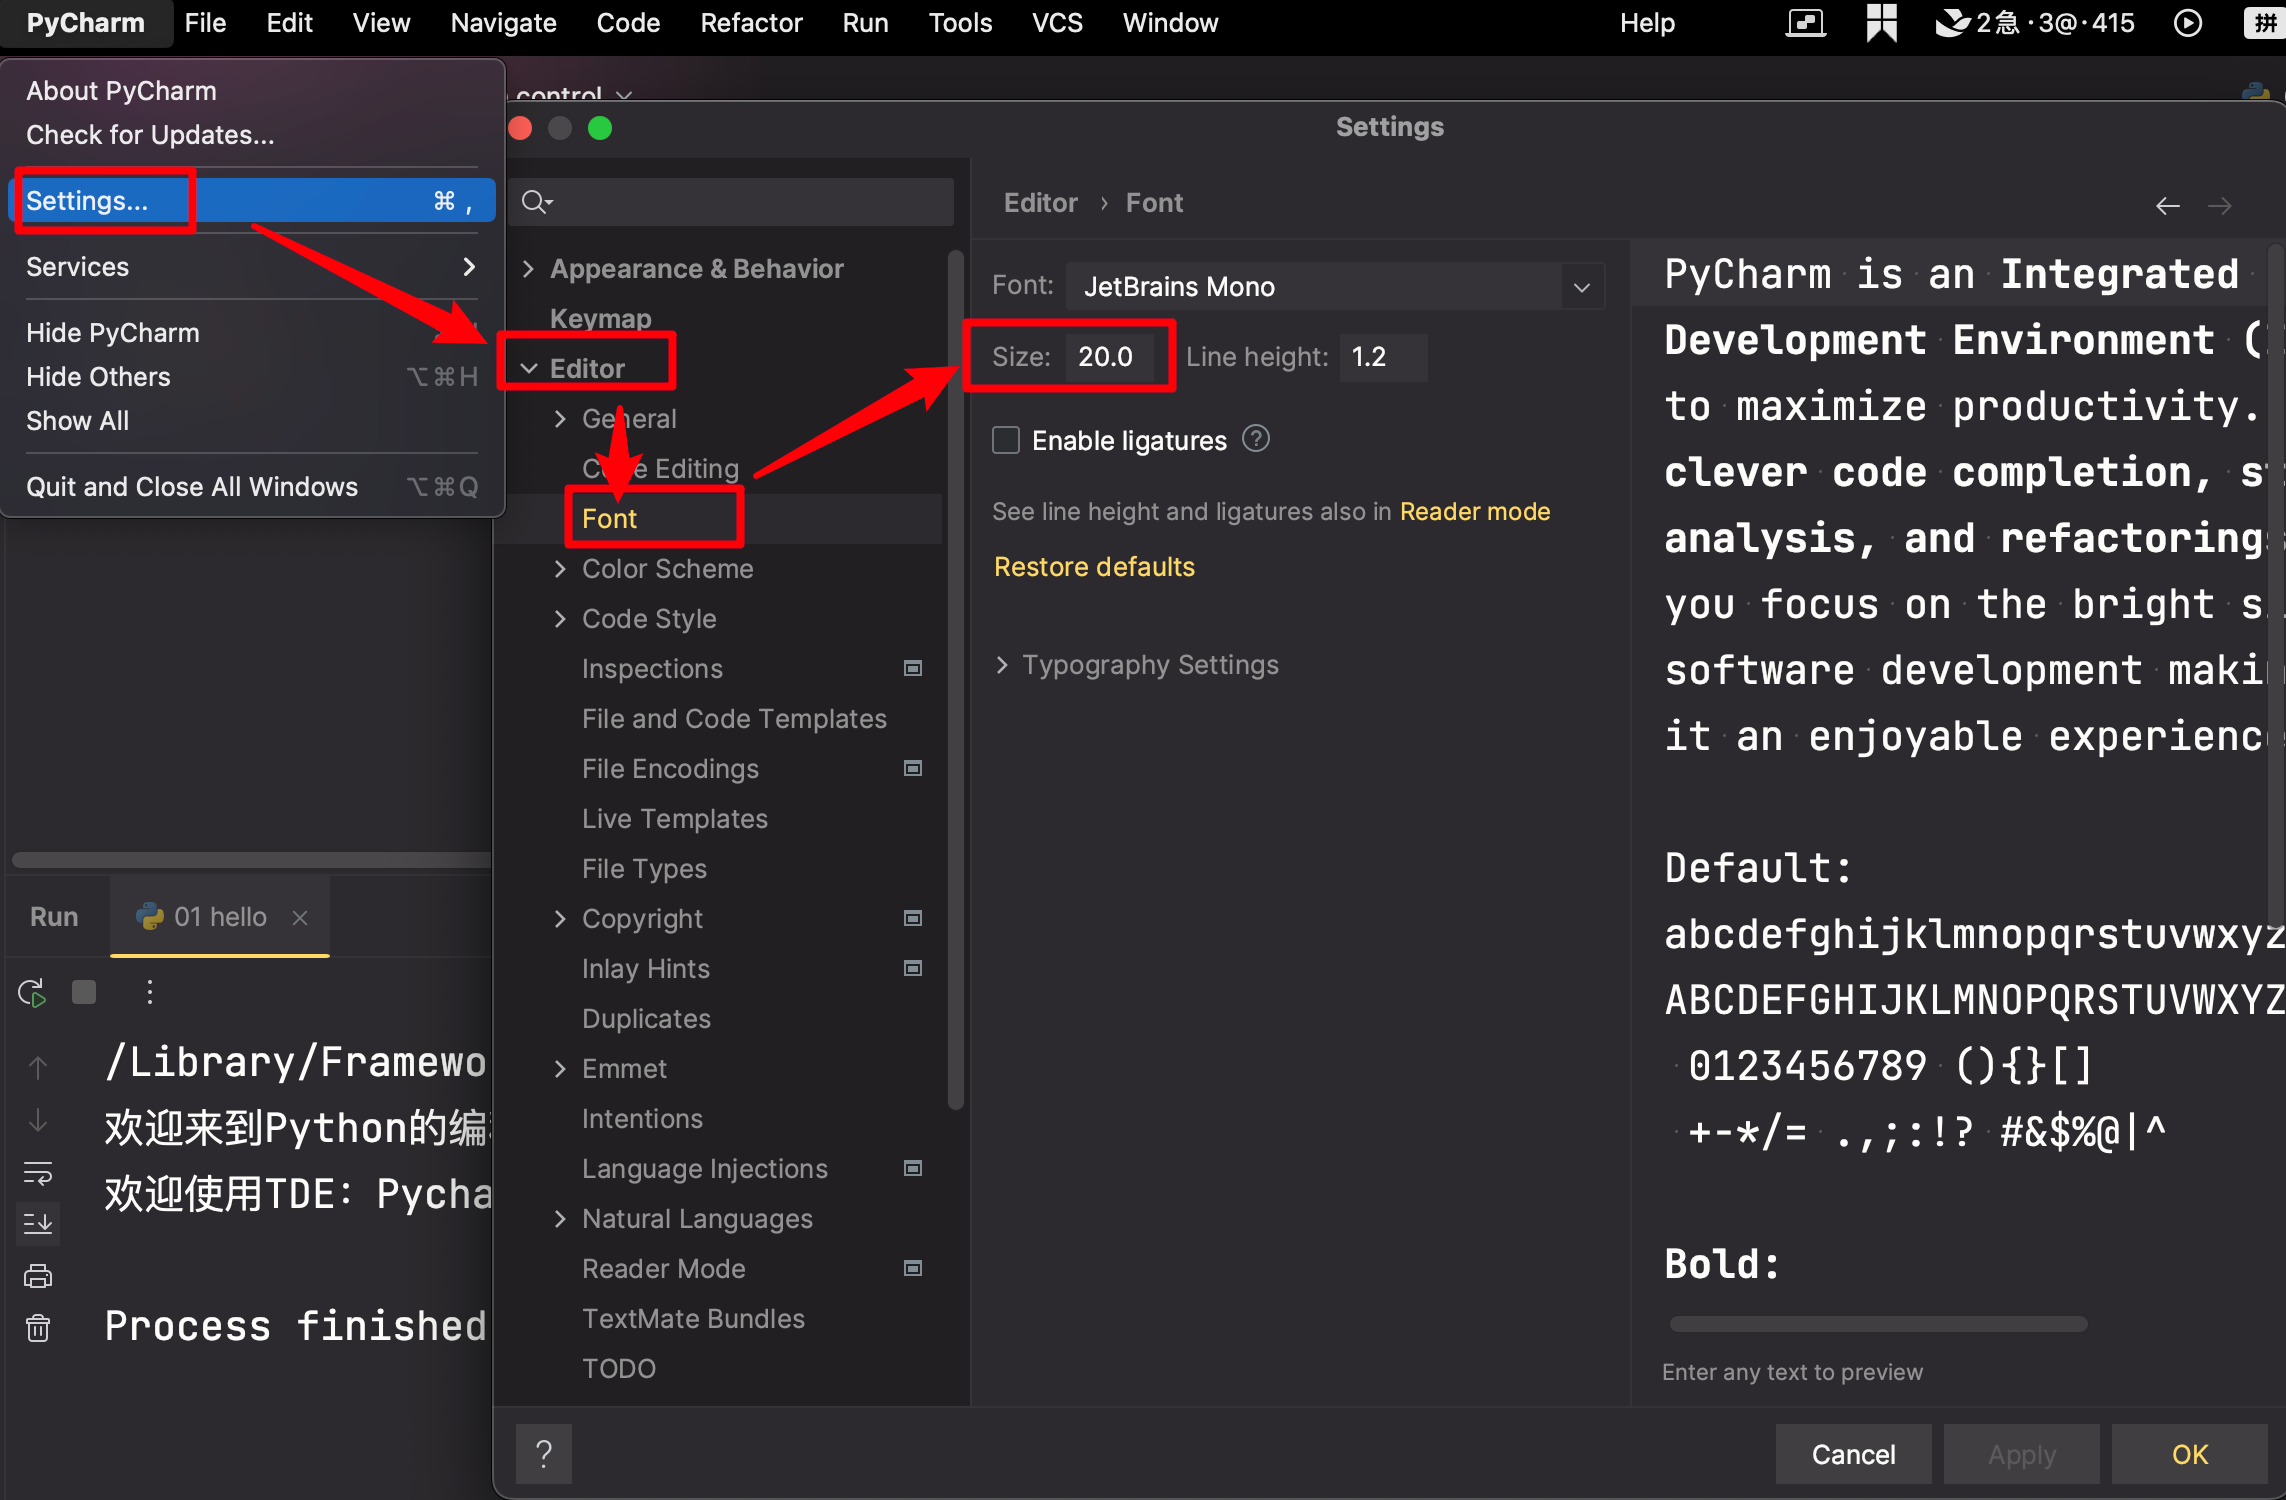 PyCharm File Edit View Navigate Code Refactor Run Tools VCS Window Help 2急·3@·415 拼
About PyCharm
Check for Updates...
Settings... ⌘ ,
Services
Hide PyCharm
Hide Others ⌥⌘H
Show All
Quit and Close All Windows ⌥⌘Q
control
Settings
Appearance & Behavior
Keymap
Editor
General
Code Editing
Font
Color Scheme
Code Style
Inspections
File and Code Templates
File Encodings
Live Templates
File Types
Copyright
Inlay Hints
Duplicates
Emmet
Intentions
Language Injections
Natural Languages
Reader Mode
TextMate Bundles
TODO
Editor › Font
Font: JetBrains Mono
Size: 20.0 Line height: 1.2
Enable ligatures ?
See line height and ligatures also in Reader mode
Restore defaults
Typography Settings
PyCharm is an Integrated
Development Environment (
to maximize productivity.
clever code completion, st
analysis, and refactorings
you focus on the bright si
software development makin
it an enjoyable experience
Default:
abcdefghijklmnopqrstuvwxyz
ABCDEFGHIJKLMNOPQRSTUVWXYZ
0123456789 (){}[]
+-*/= .,;:!? #&$%@|^
Bold:
Enter any text to preview
Run 01 hello
/Library/Framewo
欢迎来到Python的编
欢迎使用TDE：Pycha
Process finished
? Cancel Apply OK